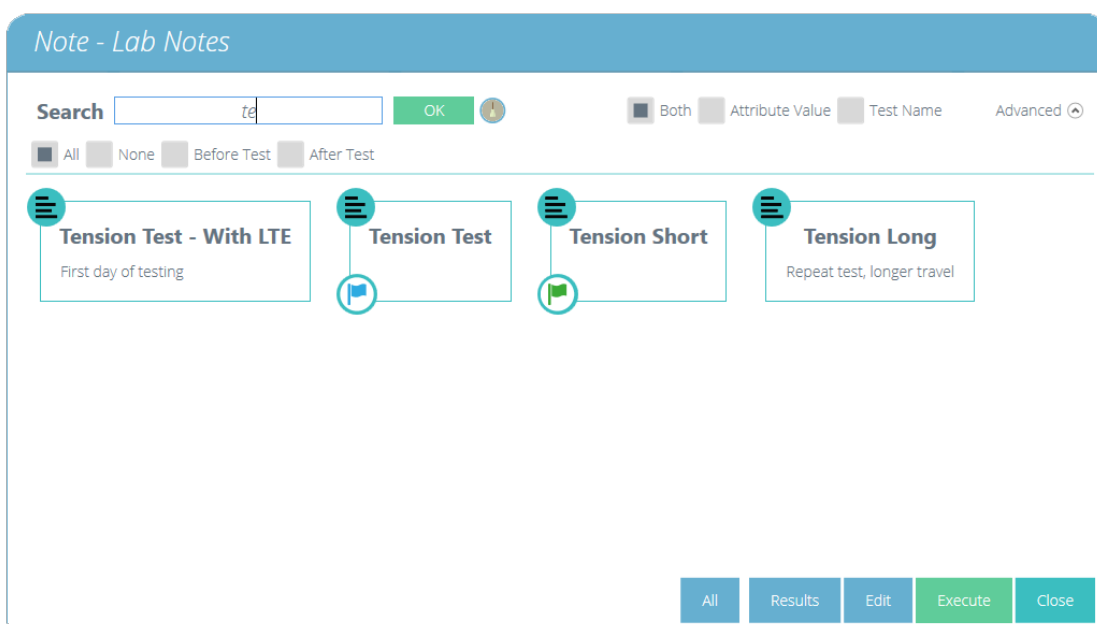 Note - Lab Notes
Search te OK Both Attribute Value Test Name Advanced
All None Before Test After Test
Tension Test - With LTE Tension Test Tension Short Tension Long
First day of testing Repeat test, longer travel
All Results Edit Execute Close